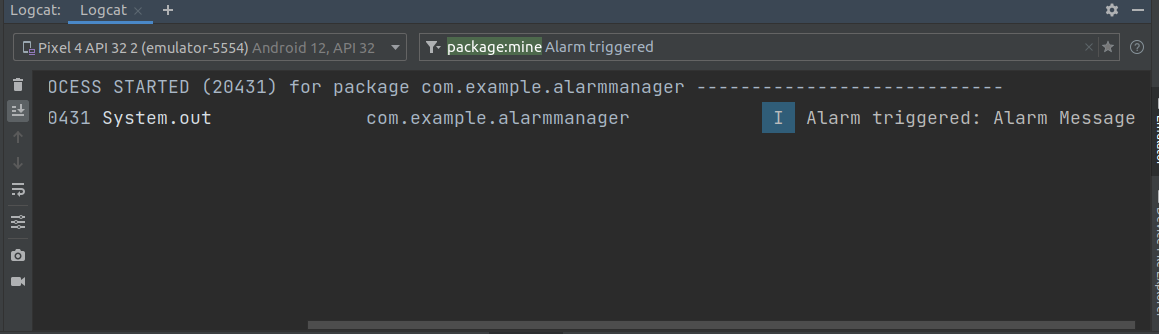 Logcat: Logcat
Pixel 4 API 32 2 (emulator-5554) Android 12, API 32 package:mine Alarm triggered
OCESS STARTED (20431) for package com.example.alarmmanager ----------------------------
0431 System.out com.example.alarmmanager I Alarm triggered: Alarm Message